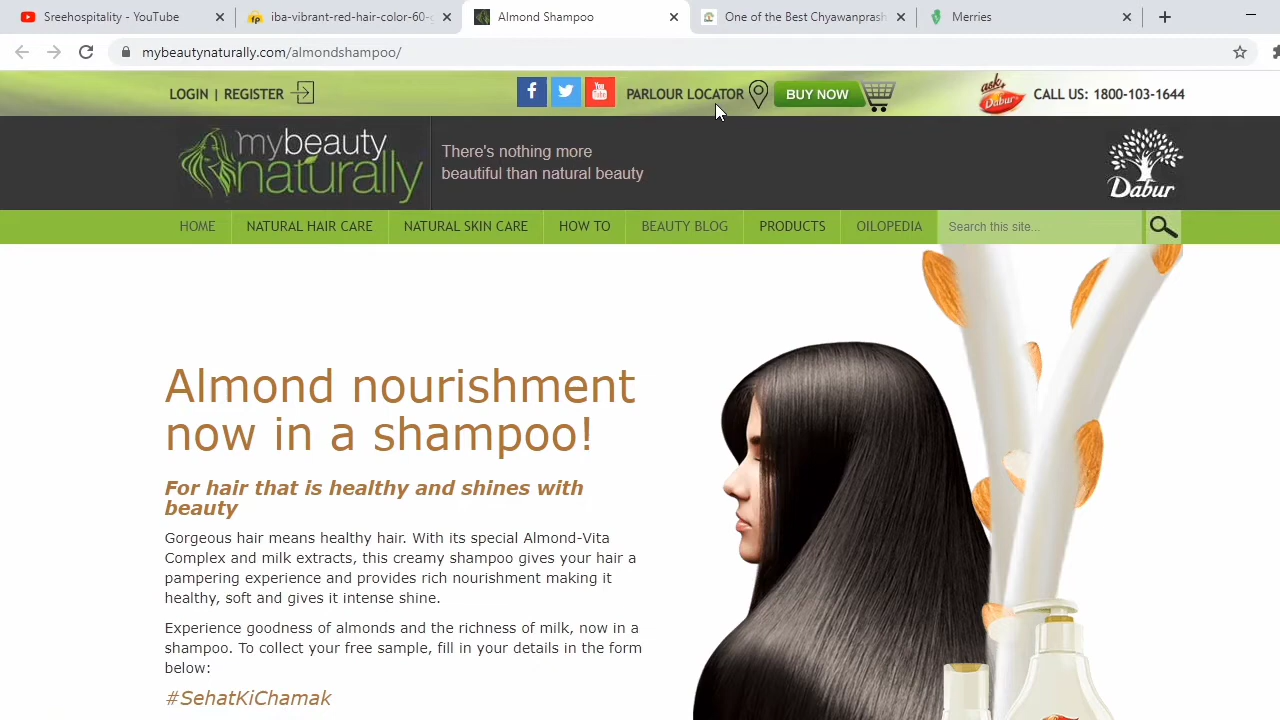 Sreehospitality - YouTube
iba-vibrant-red-hair-color-60-g
Almond Shampoo
One of the Best Chyawanprash
Merries
mybeautynaturally.com/almondshampoo/
LOGIN | REGISTER
PARLOUR LOCATOR
BUY NOW
ask Dabur
CALL US: 1800-103-1644
mybeauty
naturally
There's nothing more
beautiful than natural beauty
Dabur
HOME
NATURAL HAIR CARE
NATURAL SKIN CARE
HOW TO
BEAUTY BLOG
PRODUCTS
OILOPEDIA
Search this site...
Almond nourishment
now in a shampoo!
For hair that is healthy and shines with
beauty
Gorgeous hair means healthy hair. With its special Almond-Vita
Complex and milk extracts, this creamy shampoo gives your hair a
pampering experience and provides rich nourishment making it
healthy, soft and gives it intense shine.
Experience goodness of almonds and the richness of milk, now in a
shampoo. To collect your free sample, fill in your details in the form
below:
#SehatKiChamak